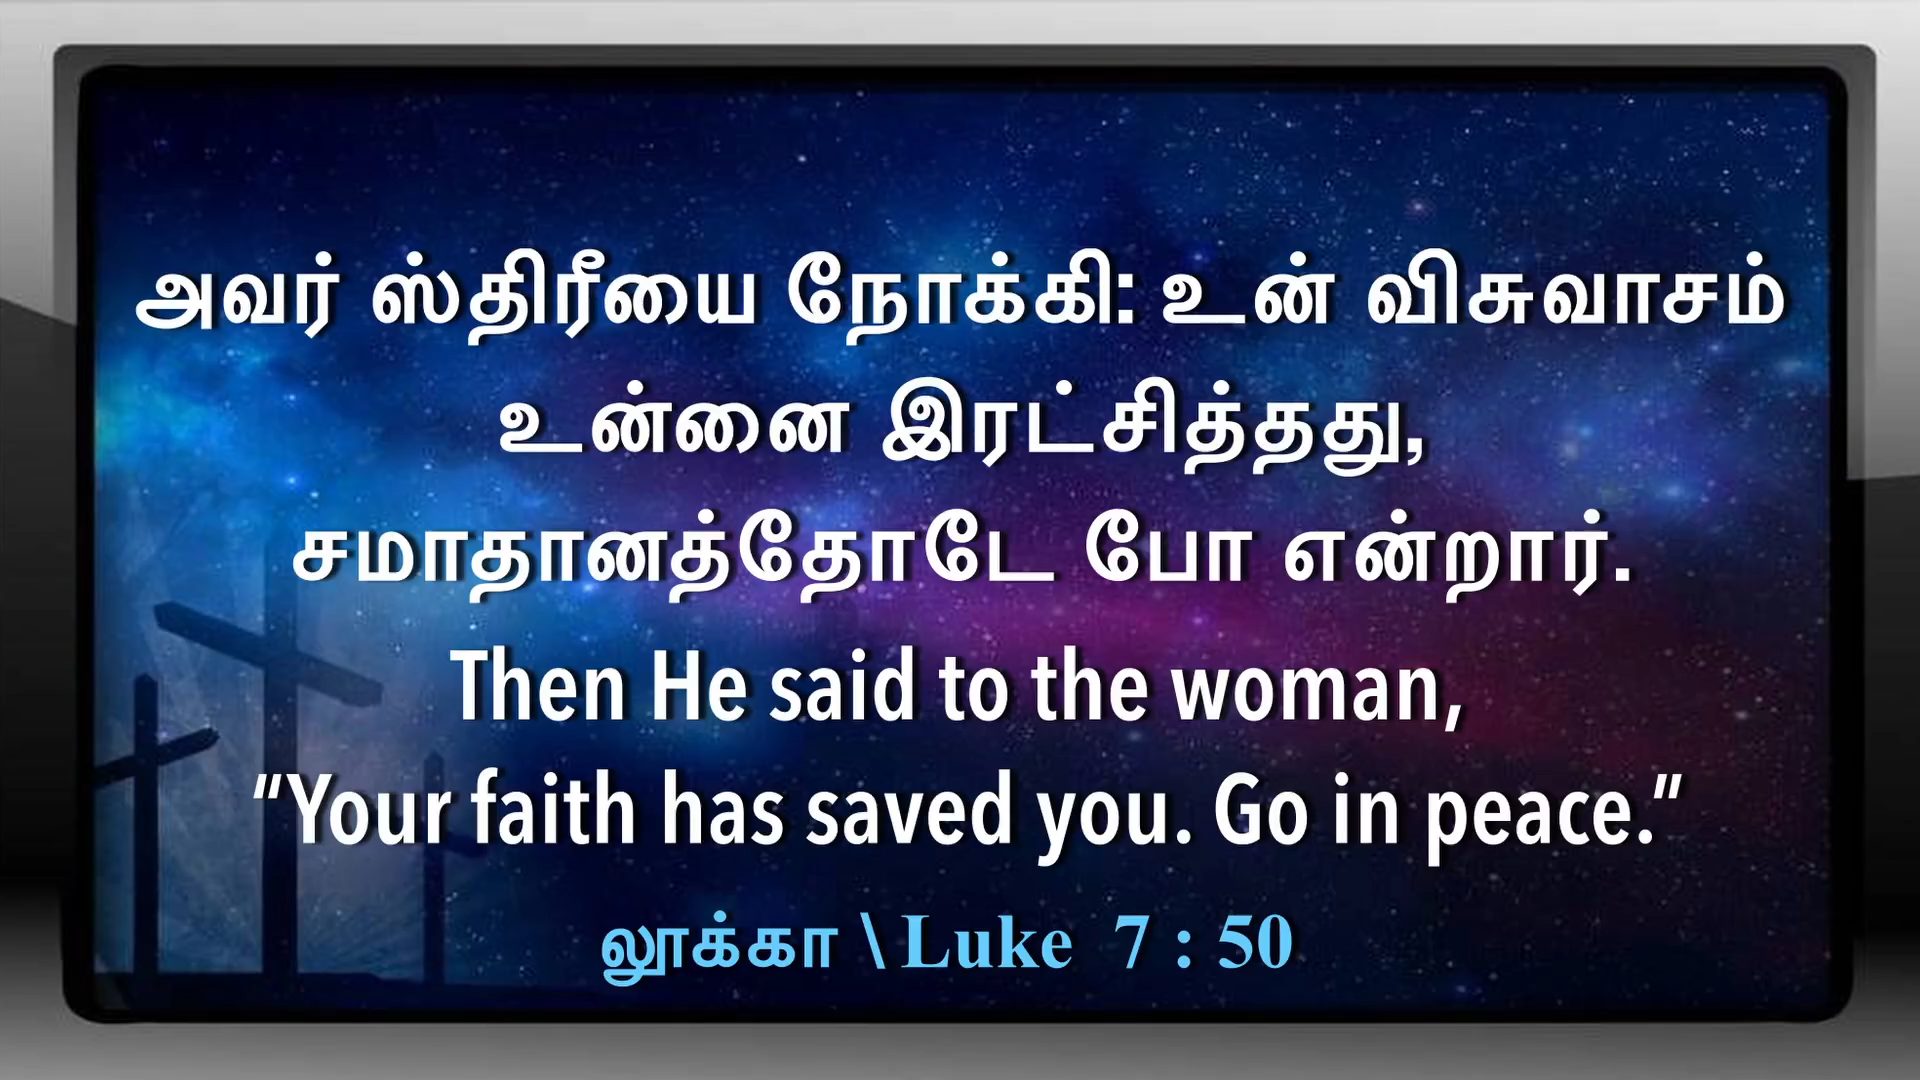 அவர் ஸ்திரீயை நோக்கி: உன் விசுவாசம்
உன்னை இரட்சித்தது,
சமாதானத்தோடே போ என்றார்.
Then He said to the woman,
“Your faith has saved you. Go in peace.”
லூக்கா \ Luke 7 : 50